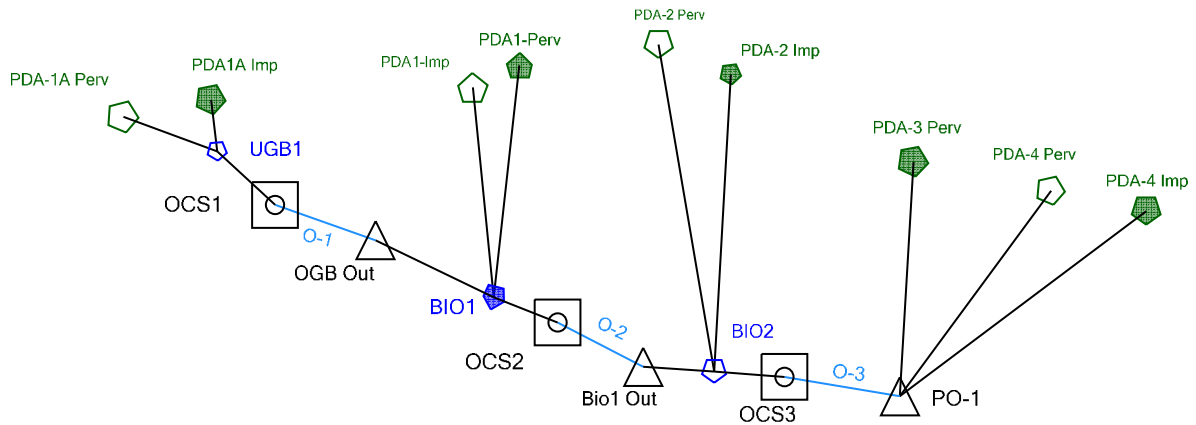 PDA-2 Perv
PDA1-Perv
PDA-2 Imp
PDA1-Imp
PDA1A Imp
PDA-1A Perv
PDA-3 Perv
UGB1
PDA-4 Perv
PDA-4 Imp
OCS1
O-1
OGB Out
BIO1
O-2
BIO2
OCS2
O-3
Bio1 Out
PO-1
OCS3